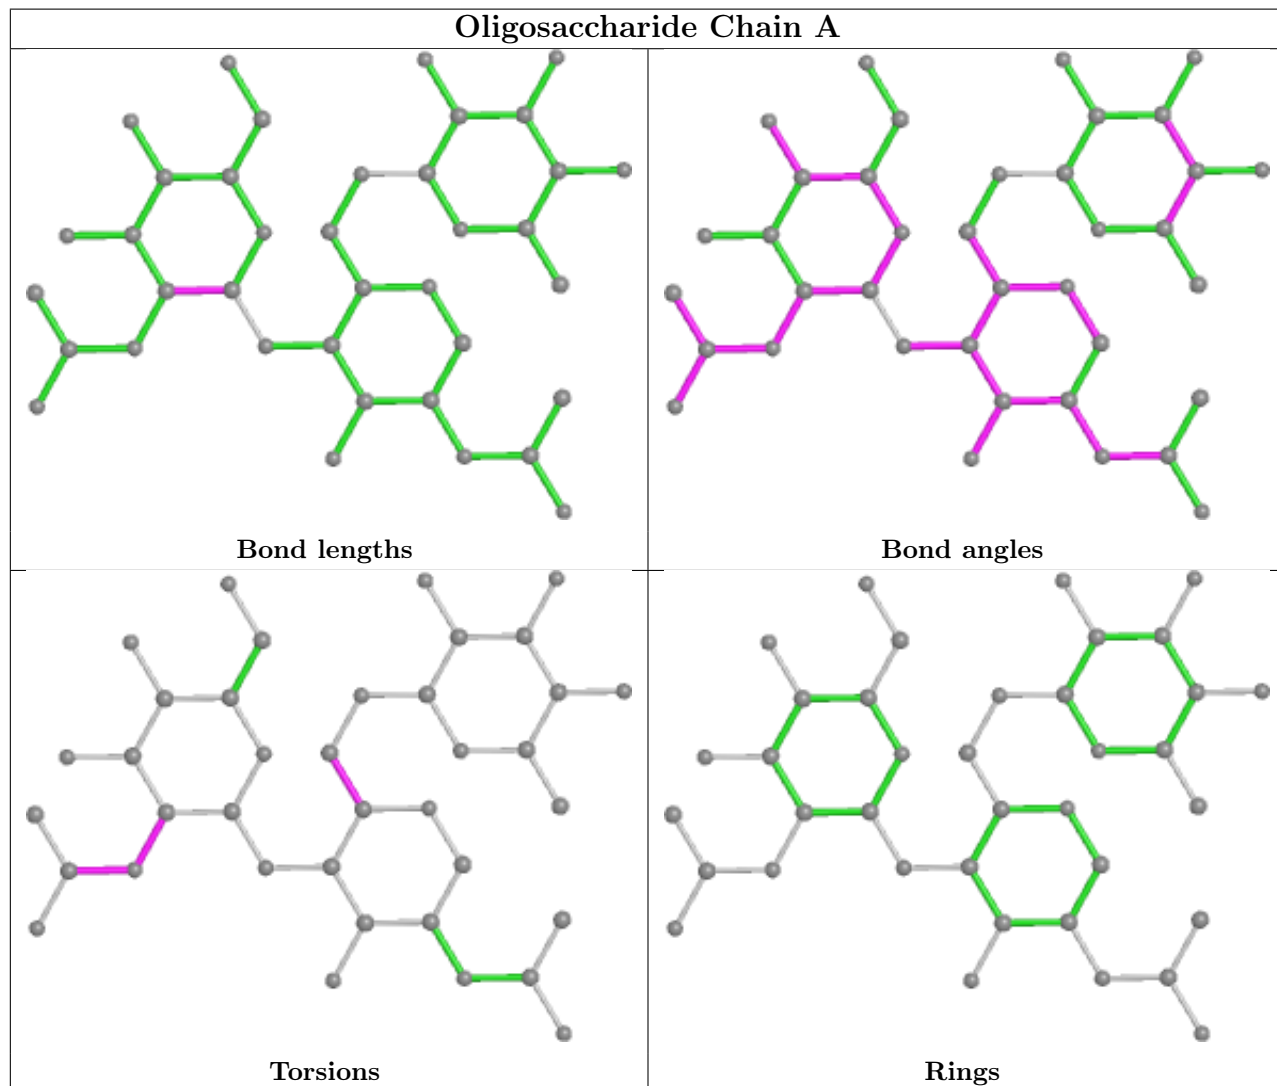 Oligosaccharide Chain A
Bond lengths
Bond angles
Torsions
Rings